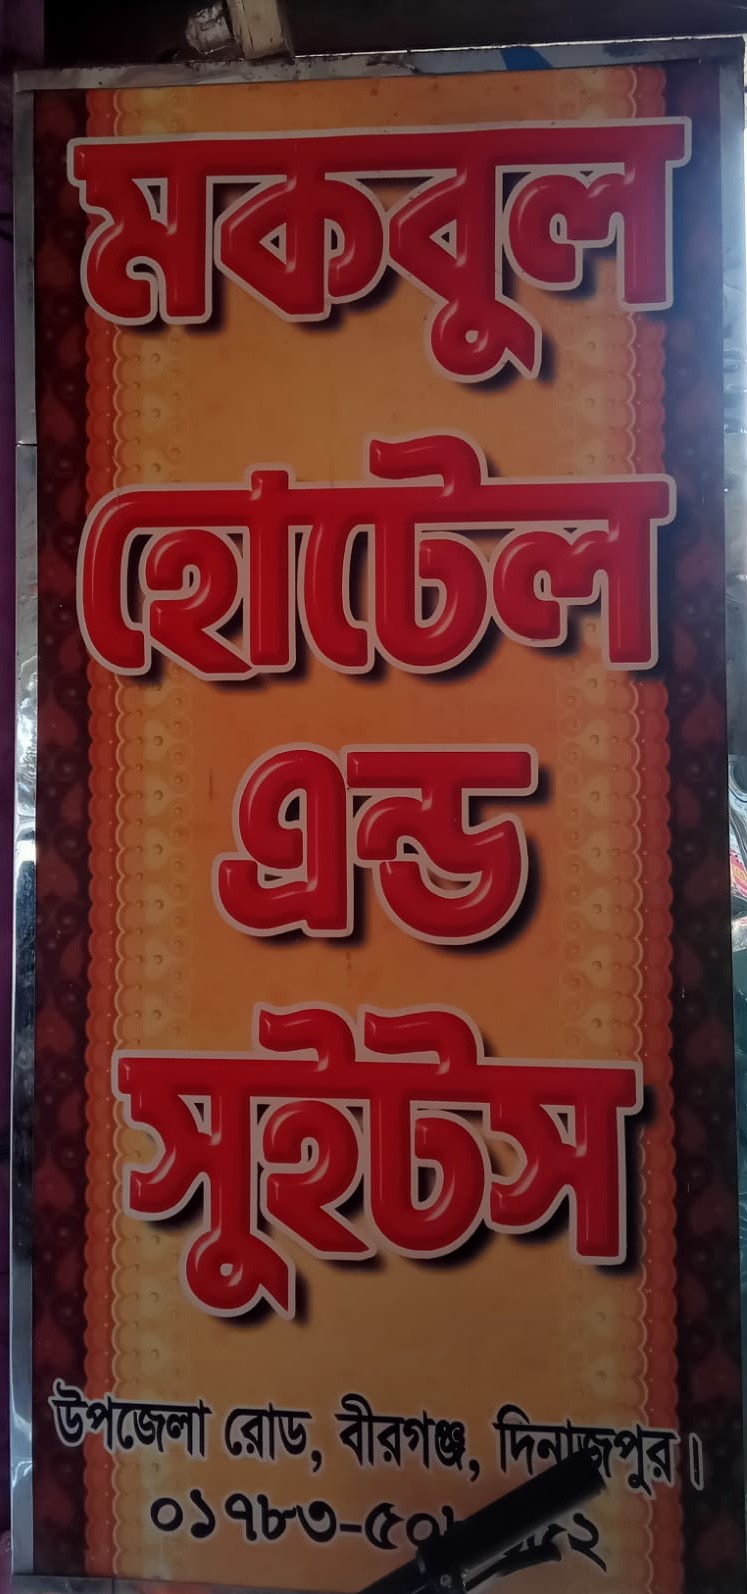 মকবুল
হোটেল
এন্ড
সুইটস
উপজেলা রোড, বীরগঞ্জ, দিনাজপুর।